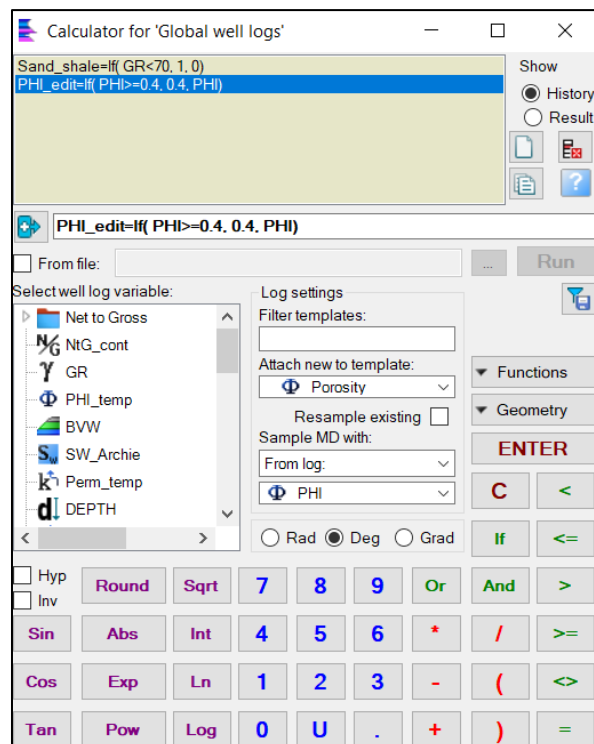 Calculator for 'Global well logs'
Sand_shale=If( GR<70, 1, 0)
PHI_edit=If( PHI>=0.4, 0.4, PHI)
Show
History
Result
PHI_edit=If( PHI>=0.4, 0.4, PHI)
From file:
...
Run
Select well log variable:
Net to Gross
N/G NtG_cont
γ GR
Φ PHI_temp
BVW
Sw SW_Archie
k Perm_temp
d DEPTH
Log settings
Filter templates:
Attach new to template:
Φ Porosity
Resample existing
Sample MD with:
From log:
Φ PHI
Rad Deg Grad
Functions
Geometry
ENTER
C <
If <=
Hyp
Inv
Round Sqrt 7 8 9 Or And >
Sin Abs Int 4 5 6 * / >=
Cos Exp Ln 1 2 3 - ( <>
Tan Pow Log 0 U . + ) =